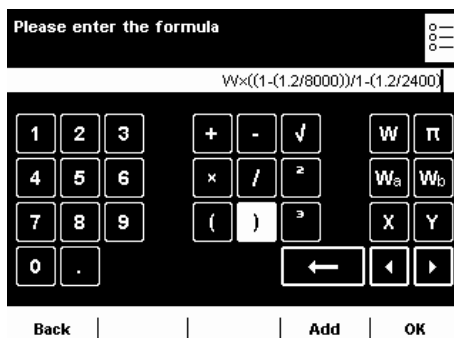 Please enter the formula
W×((1-(1.2/8000))/1-(1.2/2400)
1 2 3 + - √ W π
4 5 6 × / ² Wa Wb
7 8 9 ( ) ³ X Y
0 . ← ◂ ▸
Back Add OK